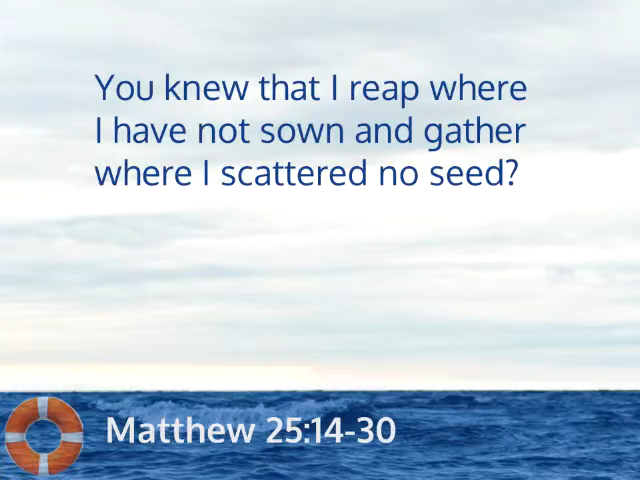 You knew that I reap where
I have not sown and gather
where I scattered no seed?
Matthew 25:14-30